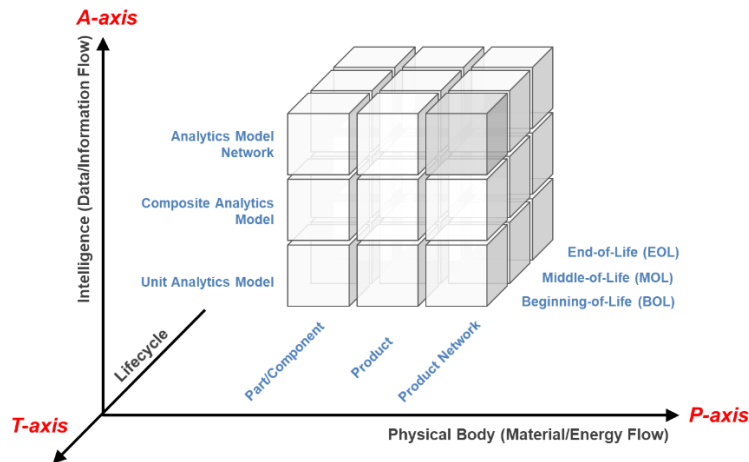 A-axis
Intelligence (Data/Information Flow)
Analytics Model
Network
Composite Analytics
Model
Unit Analytics Model
End-of-Life (EOL)
Middle-of-Life (MOL)
Beginning-of-Life (BOL)
Lifecycle
Part/Component
Product
Product Network
T-axis
Physical Body (Material/Energy Flow)
P-axis